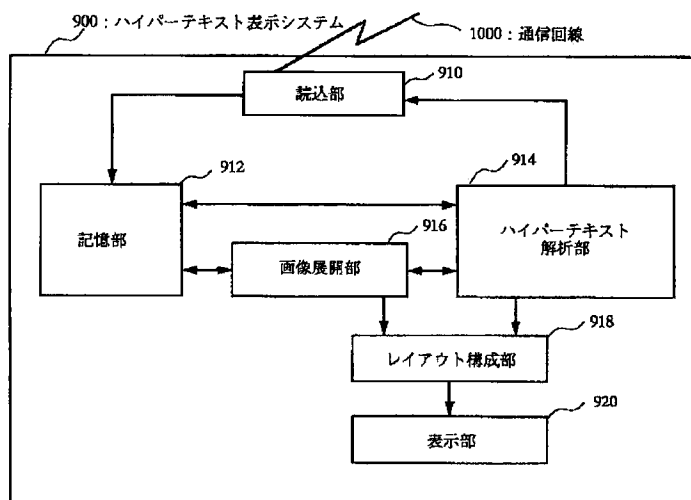 900：ハイパーテキスト表示システム
1000：通信回線
910
読込部
912
914
記憶部
916
ハイパーテキスト
解析部
画像展開部
918
レイアウト構成部
920
表示部